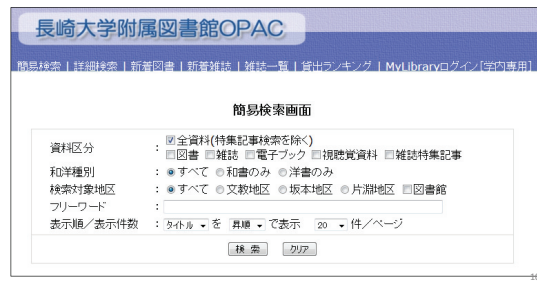 長崎大学附属図書館OPAC
簡易検索 | 詳細検索 | 新着図書 | 新着雑誌 | 雑誌一覧 | 貸出ランキング | MyLibraryログイン[学内専用]
簡易検索画面
資料区分 : 全資料(特集記事検索を除く)
図書 雑誌 電子ブック 視聴覚資料 雑誌特集記事
和洋種別 : すべて 和書のみ 洋書のみ
検索対象地区 : すべて 文教地区 坂本地区 片淵地区 図書館
フリーワード :
表示順/表示件数 : タイトル を 昇順 で表示 20 件/ページ
検 索 クリア